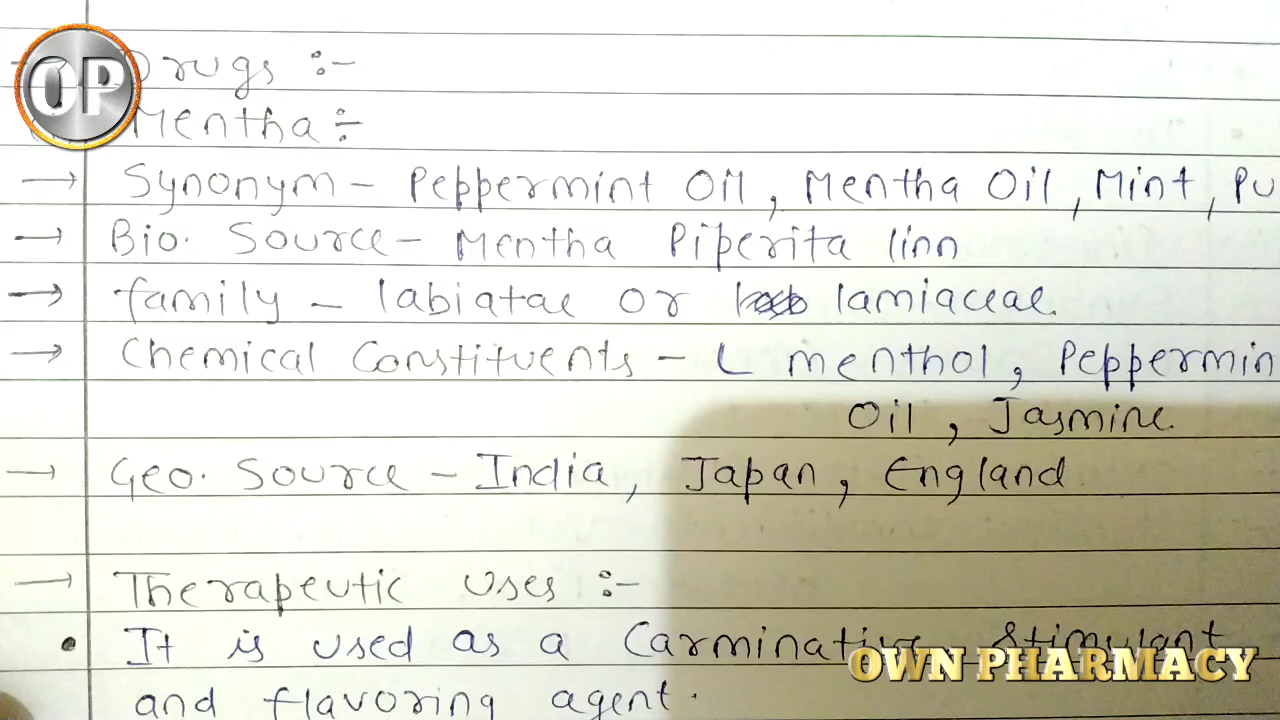 OP
Drugs :-
Mentha ÷
→ Synonym - Peppermint Oil, Mentha Oil, Mint, Pu
→ Bio. Source - Mentha Piperita linn
→ family - labiatae or lamiaceae.
→ Chemical Constituents - L menthol, Peppermin
Oil, Jasmine
→ Geo. Source - India, Japan, England
→ Therapeutic Uses :-
• It is used as a Carminative, Stimulant
and flavoring agent.
OWN PHARMACY